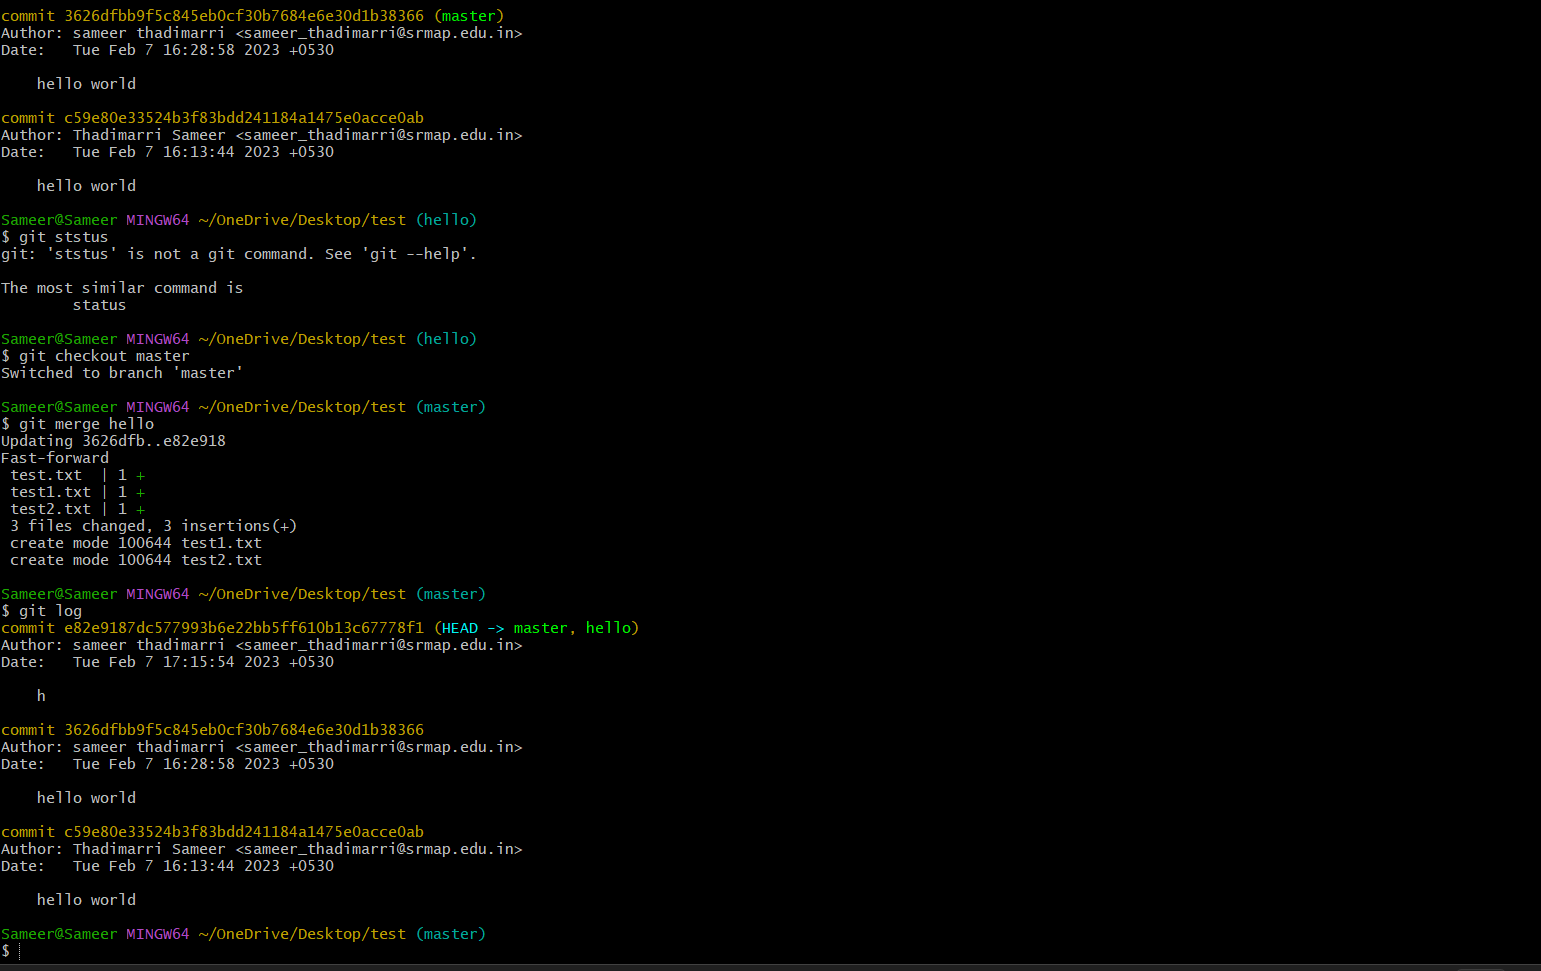 commit 3626dfbb9f5c845eb0cf30b7684e6e30d1b38366 (master)
Author: sameer thadimarri <sameer_thadimarri@srmap.edu.in>
Date:   Tue Feb 7 16:28:58 2023 +0530

    hello world

commit c59e80e33524b3f83bdd241184a1475e0acce0ab
Author: Thadimarri Sameer <sameer_thadimarri@srmap.edu.in>
Date:   Tue Feb 7 16:13:44 2023 +0530

    hello world

Sameer@Sameer MINGW64 ~/OneDrive/Desktop/test (hello)
$ git ststus
git: 'ststus' is not a git command. See 'git --help'.

The most similar command is
        status

Sameer@Sameer MINGW64 ~/OneDrive/Desktop/test (hello)
$ git checkout master
Switched to branch 'master'

Sameer@Sameer MINGW64 ~/OneDrive/Desktop/test (master)
$ git merge hello
Updating 3626dfb..e82e918
Fast-forward
 test.txt  | 1 +
 test1.txt | 1 +
 test2.txt | 1 +
 3 files changed, 3 insertions(+)
 create mode 100644 test1.txt
 create mode 100644 test2.txt

Sameer@Sameer MINGW64 ~/OneDrive/Desktop/test (master)
$ git log
commit e82e9187dc577993b6e22bb5ff610b13c67778f1 (HEAD -> master, hello)
Author: sameer thadimarri <sameer_thadimarri@srmap.edu.in>
Date:   Tue Feb 7 17:15:54 2023 +0530

    h

commit 3626dfbb9f5c845eb0cf30b7684e6e30d1b38366
Author: sameer thadimarri <sameer_thadimarri@srmap.edu.in>
Date:   Tue Feb 7 16:28:58 2023 +0530

    hello world

commit c59e80e33524b3f83bdd241184a1475e0acce0ab
Author: Thadimarri Sameer <sameer_thadimarri@srmap.edu.in>
Date:   Tue Feb 7 16:13:44 2023 +0530

    hello world

Sameer@Sameer MINGW64 ~/OneDrive/Desktop/test (master)
$